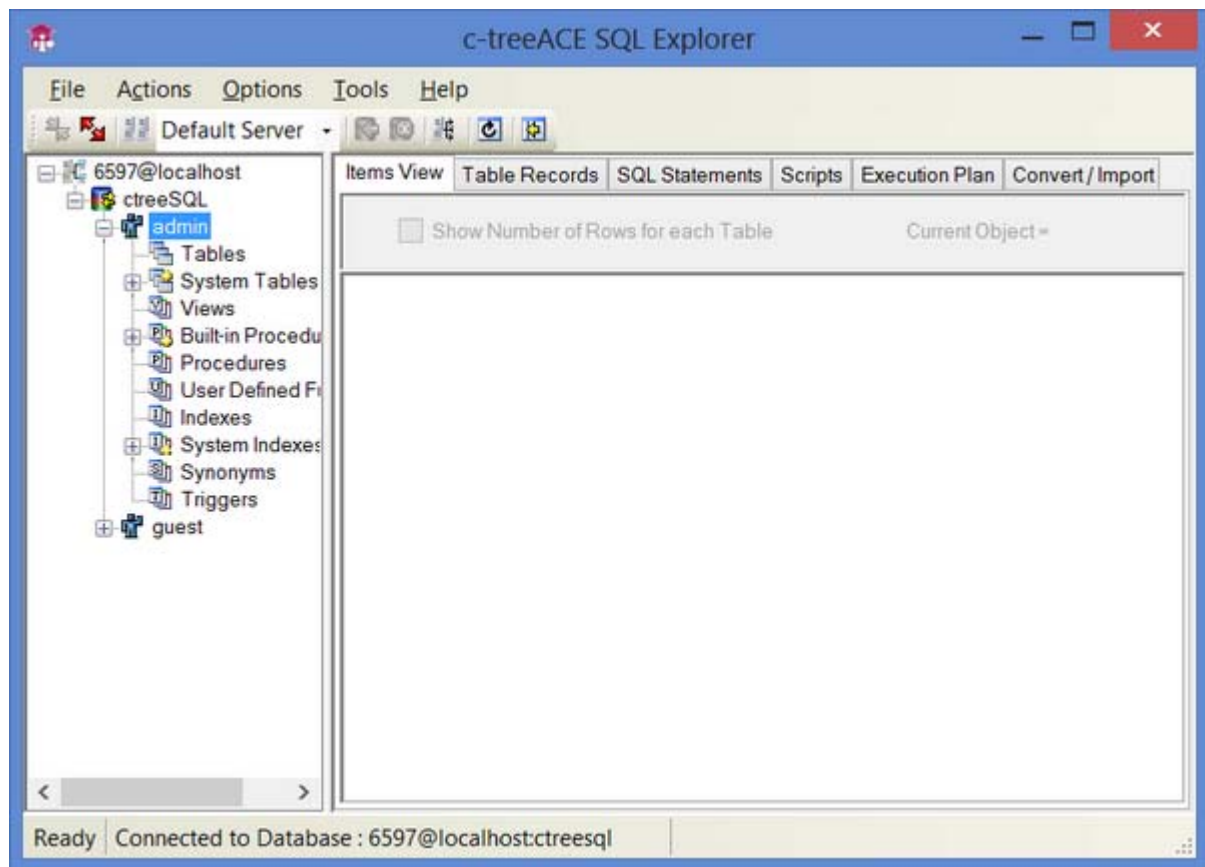 c-treeACE SQL Explorer
File Actions Options Tools Help
Default Server
6597@localhost
ctreeSQL
admin
Tables
System Tables
Views
Built-in Procedu
Procedures
User Defined F
Indexes
System Indexes
Synonyms
Triggers
guest
Items View Table Records SQL Statements Scripts Execution Plan Convert / Import
Show Number of Rows for each Table Current Object =
Ready Connected to Database : 6597@localhost:ctreesql